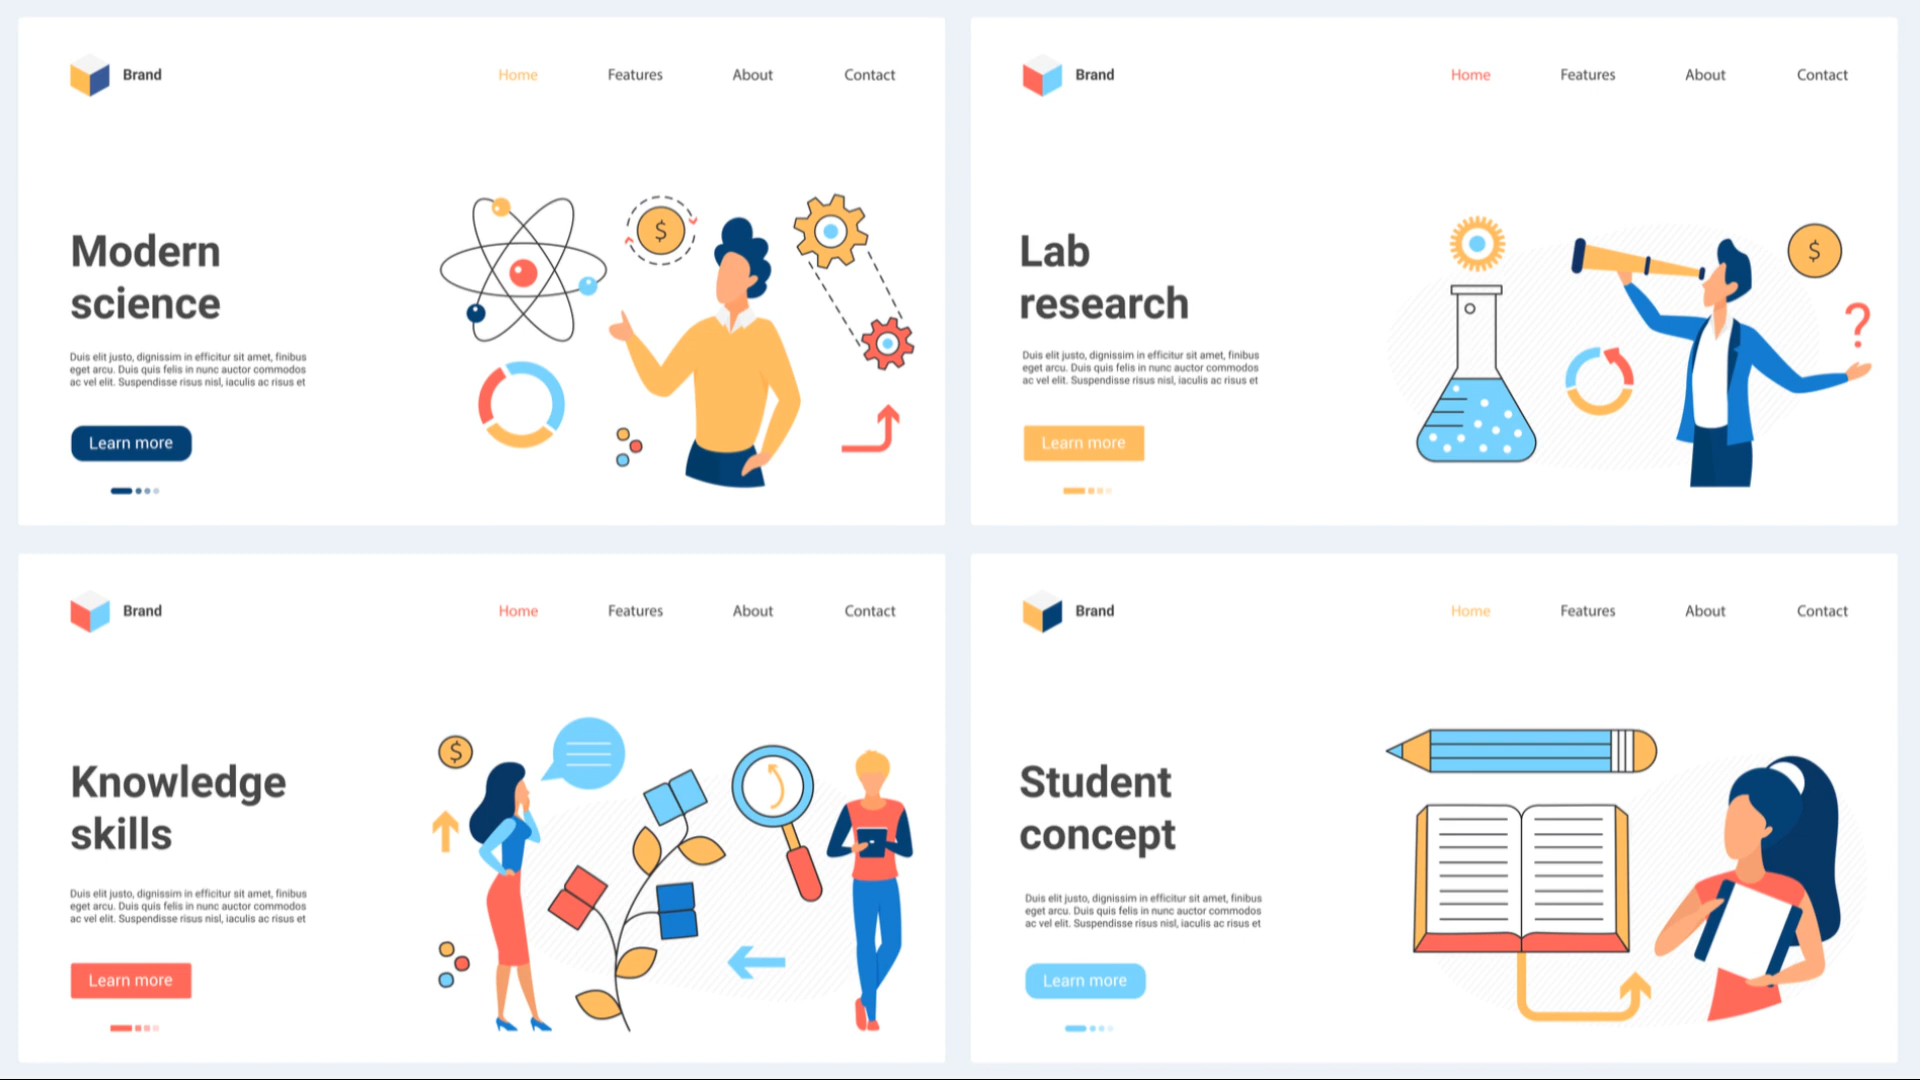 Brand
Home Features About Contact
Modern
science
Duis elit justo, dignissim in efficitur sit amet, finibus
eget arcu. Duis quis felis in nunc auctor commodos
ac vel elit. Suspendisse risus nisl, iaculis ac risus et
Learn more
$
Brand
Home Features About Contact
Lab
research
Duis elit justo, dignissim in efficitur sit amet, finibus
eget arcu. Duis quis felis in nunc auctor commodos
ac vel elit. Suspendisse risus nisl, iaculis ac risus et
Learn more
$
?
Brand
Home Features About Contact
Knowledge
skills
Duis elit justo, dignissim in efficitur sit amet, finibus
eget arcu. Duis quis felis in nunc auctor commodos
ac vel elit. Suspendisse risus nisl, iaculis ac risus et
Learn more
$
Brand
Home Features About Contact
Student
concept
Duis elit justo, dignissim in efficitur sit amet, finibus
eget arcu. Duis quis felis in nunc auctor commodos
ac vel elit. Suspendisse risus nisl, iaculis ac risus et
Learn more